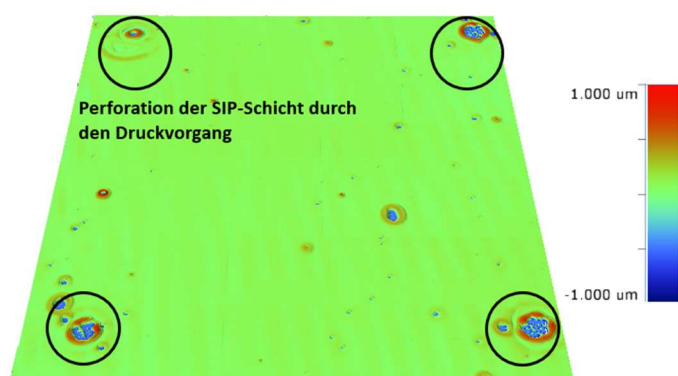 Perforation der SIP-Schicht durch
den Druckvorgang
1.000 um
-1.000 um